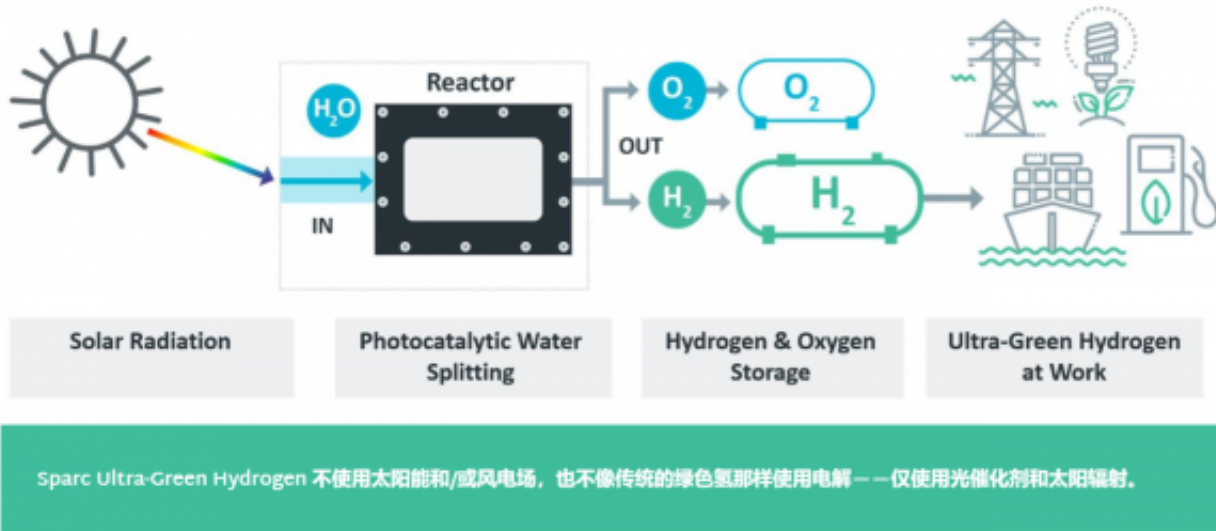 Reactor
H₂O
IN
OUT
O₂
O₂
H₂
H₂
Solar Radiation
Photocatalytic Water
Splitting
Hydrogen & Oxygen
Storage
Ultra-Green Hydrogen
at Work
Sparc Ultra-Green Hydrogen 不使用太阳能和/或风电场，也不像传统的绿色氢那样使用电解——仅使用光催化剂和太阳辐射。